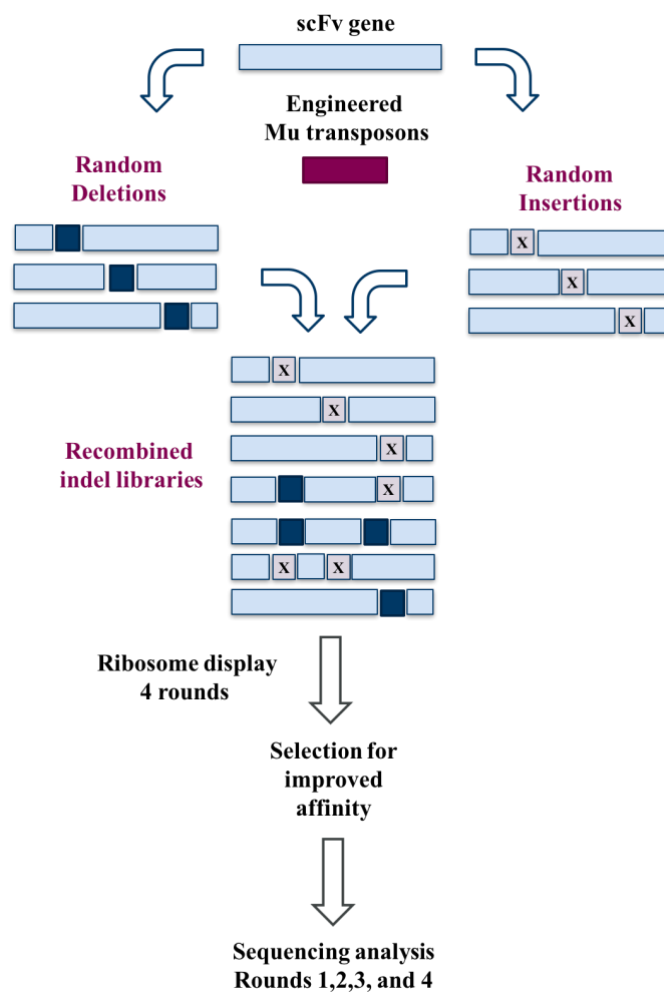 scFv gene
Engineered
Mu transposons
Random
Deletions
Random
Insertions
X
X
X
X
X
Recombined
indel libraries
X
X
X X
Ribosome display
4 rounds
Selection for
improved
affinity
Sequencing analysis
Rounds 1,2,3, and 4